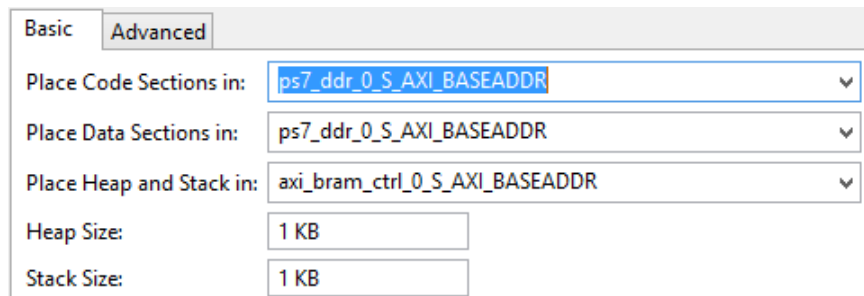 Basic Advanced
Place Code Sections in: ps7_ddr_0_S_AXI_BASEADDR
Place Data Sections in: ps7_ddr_0_S_AXI_BASEADDR
Place Heap and Stack in: axi_bram_ctrl_0_S_AXI_BASEADDR
Heap Size: 1 KB
Stack Size: 1 KB